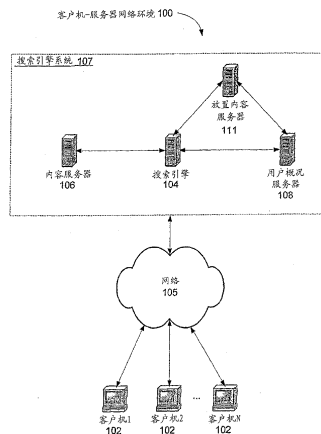 客户机-服务器网络环境 100
搜索引擎系统 107
放置内容
服务器
111
内容服务器
106
搜索引擎
104
用户概况
服务器
108
网络
105
客户机1
102
客户机2
102
...
客户机N
102